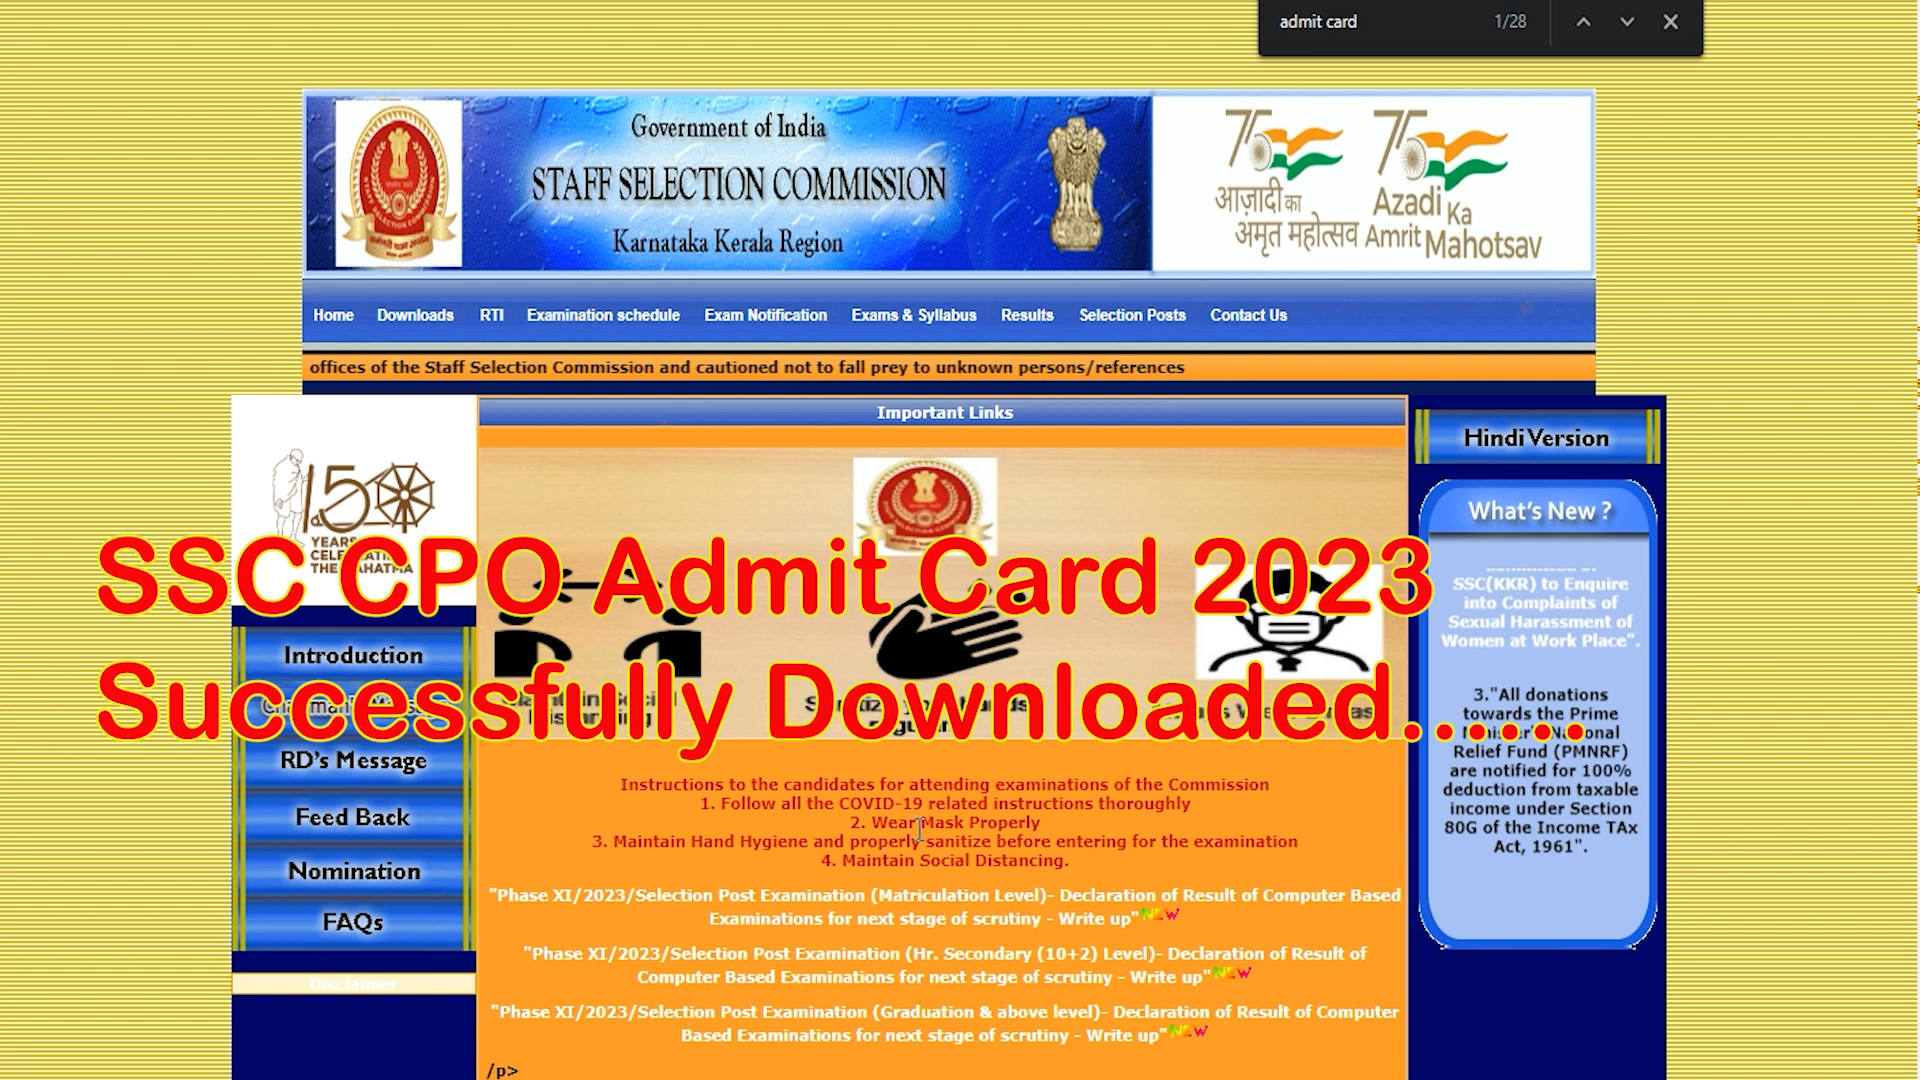 admit card 1/28
Government of India
STAFF SELECTION COMMISSION
Karnataka Kerala Region
75 75
आज़ादी का
अमृत महोत्सव
Azadi Ka
Amrit Mahotsav
Home Downloads RTI Examination schedule Exam Notification Exams & Syllabus Results Selection Posts Contact Us
offices of the Staff Selection Commission and cautioned not to fall prey to unknown persons/references
Important Links
150
YEARS
THE
SSC CPO Admit Card 2023
Successfully Downloaded......
Introduction
RD's Message
Feed Back
Nomination
FAQs
Disclaimer
Instructions to the candidates for attending examinations of the Commission
1. Follow all the COVID-19 related instructions thoroughly
2. Wear Mask Properly
3. Maintain Hand Hygiene and properly sanitize before entering for the examination
4. Maintain Social Distancing.
"Phase XI/2023/Selection Post Examination (Matriculation Level)- Declaration of Result of Computer Based
Examinations for next stage of scrutiny - Write up" NEW
"Phase XI/2023/Selection Post Examination (Hr. Secondary (10+2) Level)- Declaration of Result of
Computer Based Examinations for next stage of scrutiny - Write up" NEW
"Phase XI/2023/Selection Post Examination (Graduation & above level)- Declaration of Result of Computer
Based Examinations for next stage of scrutiny - Write up" NEW
/p>
Hindi Version
What's New ?
SSC(KKR) to Enquire
into Complaints of
Sexual Harassment of
Women at Work Place".
3."All donations
towards the Prime
Relief Fund (PMNRF)
are notified for 100%
deduction from taxable
income under Section
80G of the Income TAx
Act, 1961".